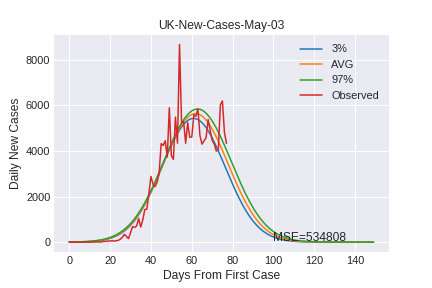 UK-New-Cases-May-03
3%
AVG
97%
Observed
8000
6000
4000
2000
0
Daily New Cases
MSE=534808
0 20 40 60 80 100 120 140
Days From First Case